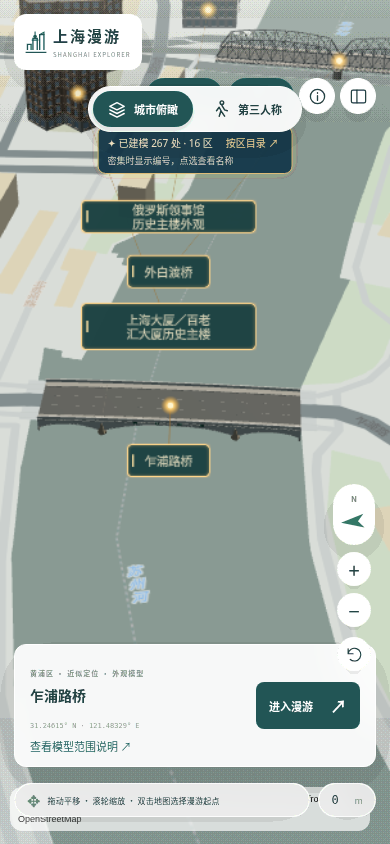 上海漫游
SHANGHAI EXPLORER
城市俯瞰
第三人称
✦ 已建模 267 处 · 16 区 按区目录 ↗
密集时显示编号，点选查看名称
俄罗斯领事馆
历史主楼外观
外白渡桥
上海大厦／百老
汇大厦历史主楼
乍浦路桥
N
+
−
苏州河
黄浦区 · 近似定位 · 外观模型
乍浦路桥
进入漫游 ↗
31.24615° N · 121.48329° E
查看模型范围说明 ↗
拖动平移 · 滚轮缩放 · 双击地图选择漫游起点
0 m
OpenStreetMap